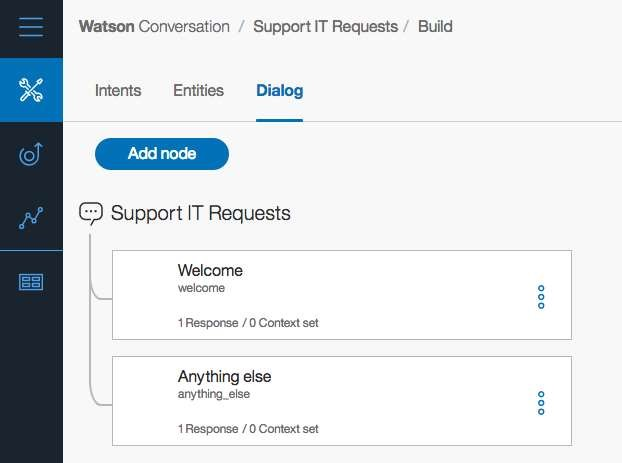 Watson Conversation / Support IT Requests / Build
Intents Entities Dialog
Add node
Support IT Requests
Welcome
welcome
1 Response / 0 Context set
Anything else
anything_else
1 Response / 0 Context set